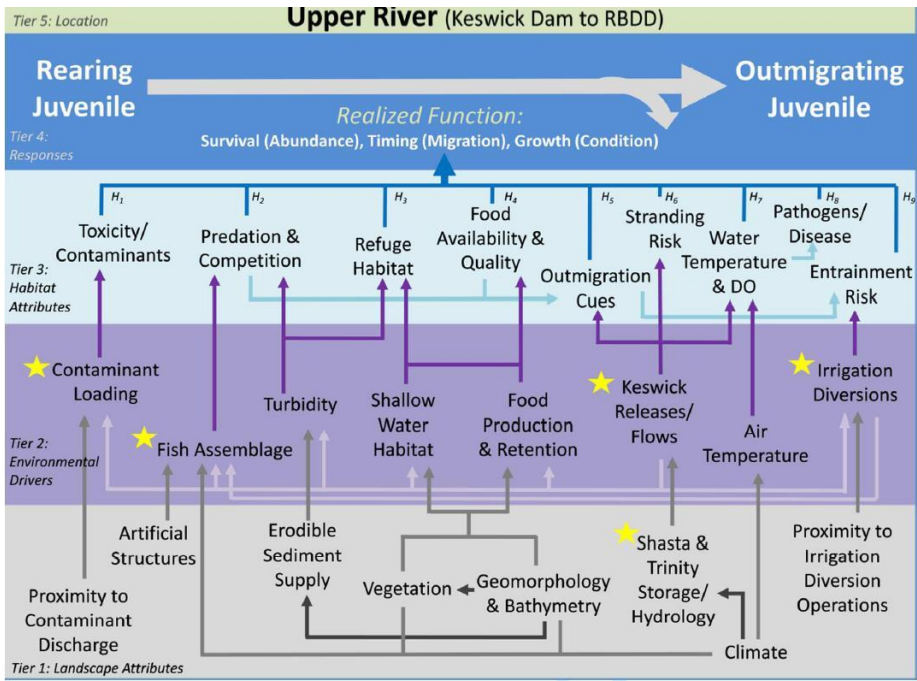 Tier 5: Location
Upper River (Keswick Dam to RBDD)
Rearing
Juvenile
Outmigrating
Juvenile
Realized Function:
Survival (Abundance), Timing (Migration), Growth (Condition)
Tier 4:
Responses
H1
H2
H3
H4
H5
H6
H7
H8
H9
Toxicity/
Contaminants
Predation &
Competition
Refuge
Habitat
Food
Availability &
Quality
Outmigration
Cues
Stranding
Risk
Water
Temperature
& DO
Pathogens/
Disease
Entrainment
Risk
Tier 3:
Habitat
Attributes
Contaminant
Loading
Fish Assemblage
Turbidity
Shallow
Water
Habitat
Food
Production
& Retention
Keswick
Releases/
Flows
Air
Temperature
Irrigation
Diversions
Tier 2:
Environmental
Drivers
Proximity to
Contaminant
Discharge
Artificial
Structures
Erodible
Sediment
Supply
Vegetation
Geomorphology
& Bathymetry
Shasta &
Trinity
Storage/
Hydrology
Climate
Proximity to
Irrigation
Diversion
Operations
Tier 1: Landscape Attributes